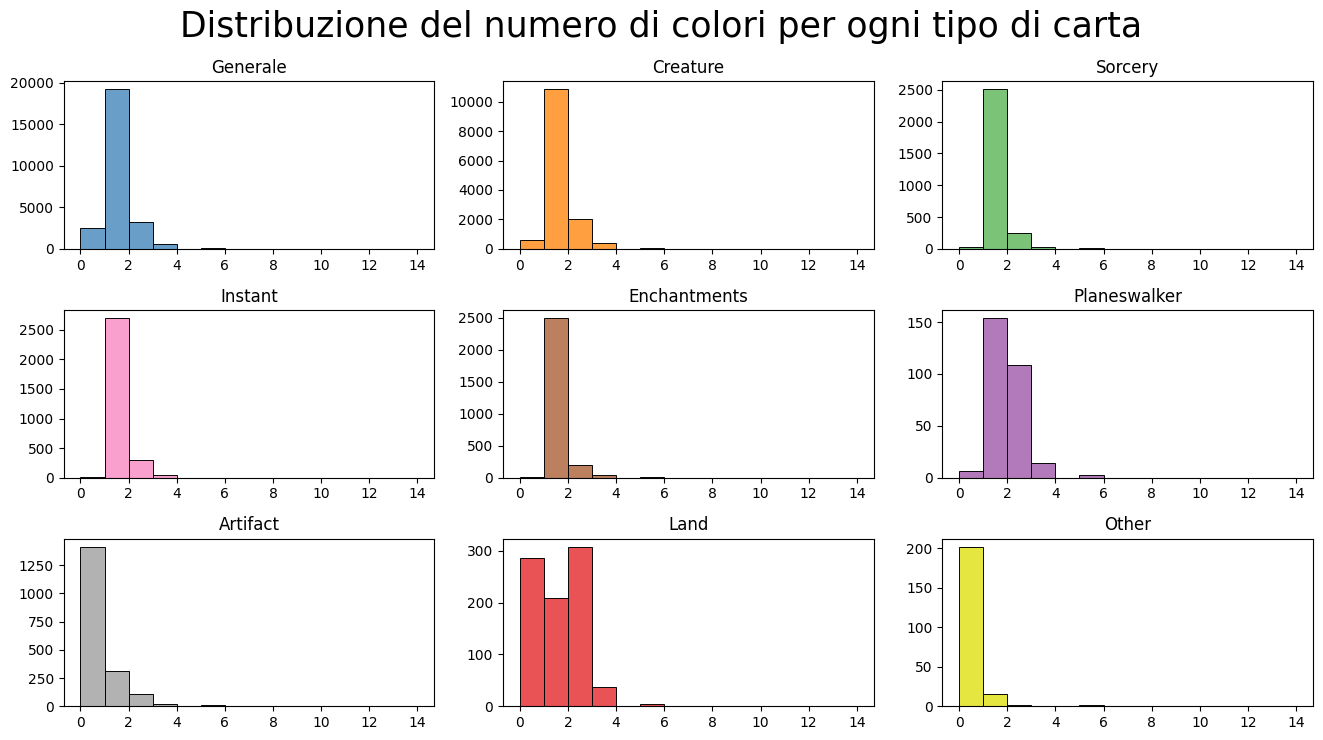 Distribuzione del numero di colori per ogni tipo di carta
Generale
20000
15000
10000
5000
0
0 2 4 6 8 10 12 14
Creature
10000
8000
6000
4000
2000
0
0 2 4 6 8 10 12 14
Sorcery
2500
2000
1500
1000
500
0
0 2 4 6 8 10 12 14
Instant
2500
2000
1500
1000
500
0
0 2 4 6 8 10 12 14
Enchantments
2500
2000
1500
1000
500
0
0 2 4 6 8 10 12 14
Planeswalker
150
100
50
0
0 2 4 6 8 10 12 14
Artifact
1250
1000
750
500
250
0
0 2 4 6 8 10 12 14
Land
300
200
100
0
0 2 4 6 8 10 12 14
Other
200
150
100
50
0
0 2 4 6 8 10 12 14